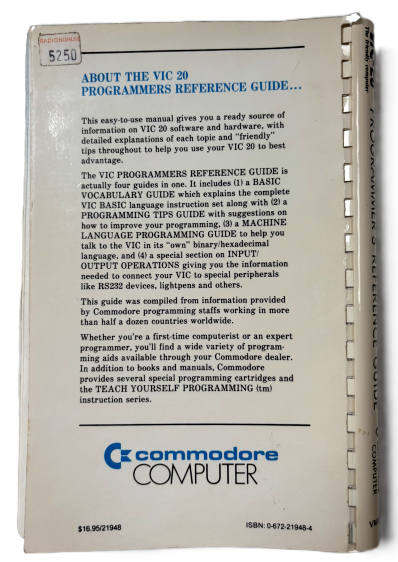 RADIONHUSE
5250
ABOUT THE VIC 20
PROGRAMMERS REFERENCE GUIDE...
This easy-to-use manual gives you a ready source of
information on VIC 20 software and hardware, with
detailed explanations of each topic and "friendly"
tips throughout to help you use your VIC 20 to best
advantage.
The VIC PROGRAMMERS REFERENCE GUIDE is
actually four guides in one. It includes (1) a BASIC
VOCABULARY GUIDE which explains the complete
VIC BASIC language instruction set along with (2) a
PROGRAMMING TIPS GUIDE with suggestions on
how to improve your programming, (3) a MACHINE
LANGUAGE PROGRAMMING GUIDE to help you
talk to the VIC in its "own" binary/hexadecimal
language, and (4) a special section on INPUT/
OUTPUT OPERATIONS giving you the information
needed to connect your VIC to special peripherals
like RS232 devices, lightpens and others.
This guide was compiled from information provided
by Commodore programming staffs working in more
than half a dozen countries worldwide.
Whether you're a first-time computerist or an expert
programmer, you'll find a wide variety of program-
ming aids available through your Commodore dealer.
In addition to books and manuals, Commodore
provides several special programming cartridges and
the TEACH YOURSELF PROGRAMMING (tm)
instruction series.
commodore
COMPUTER
$16.95/21948
ISBN: 0-672-21948-4
The friendly computer
PROGRAMMER'S REFERENCE GUIDE
COMPUTER